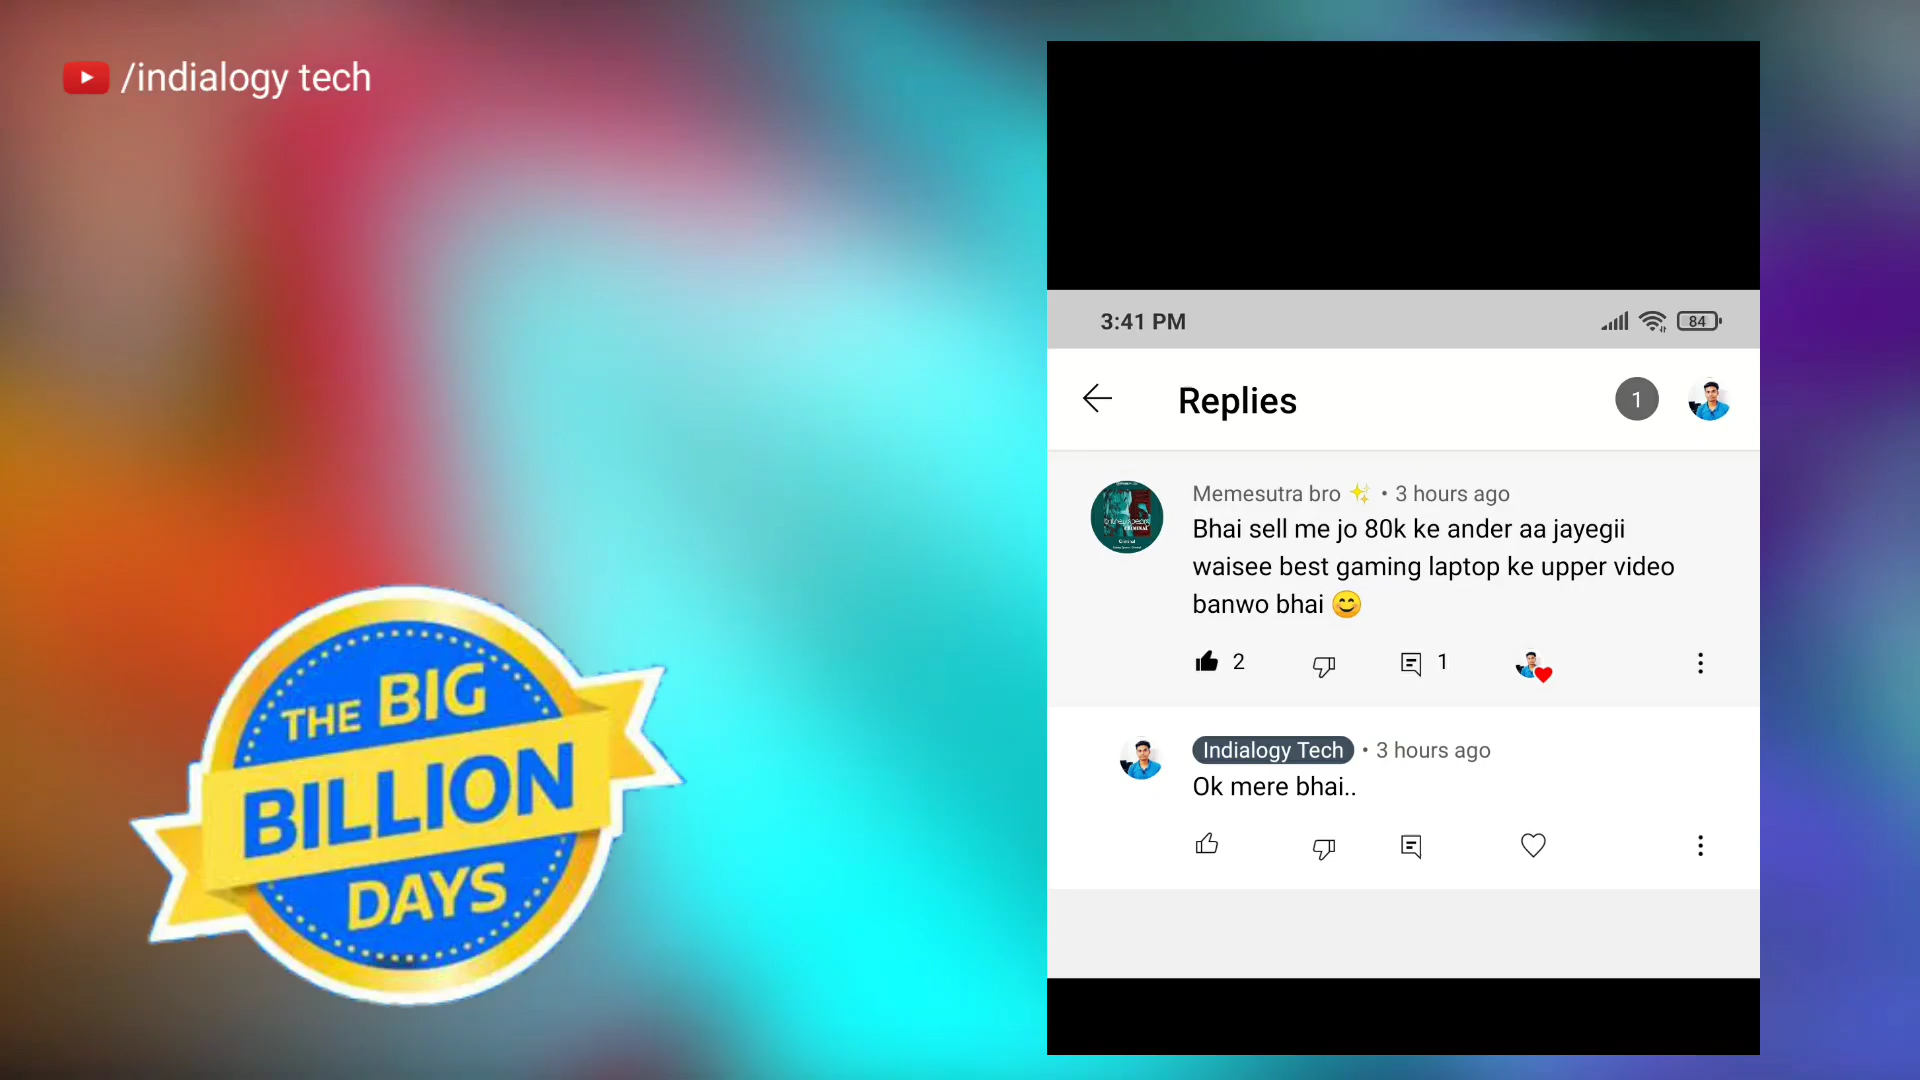 /indialogy tech
THE BIG
BILLION
DAYS
3:41 PM
84
Replies
1
Memesutra bro ✨ • 3 hours ago
Bhai sell me jo 80k ke ander aa jayegii
waisee best gaming laptop ke upper video
banwo bhai 😊
2
1
Indialogy Tech • 3 hours ago
Ok mere bhai..